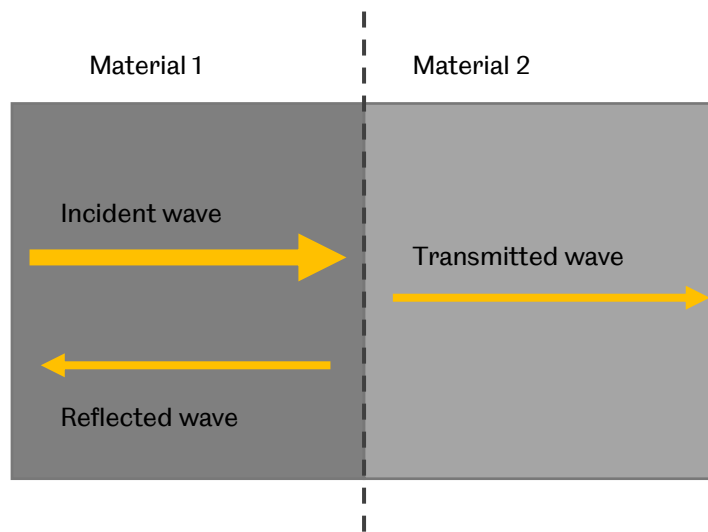 Material 1
Material 2
Incident wave
Transmitted wave
Reflected wave